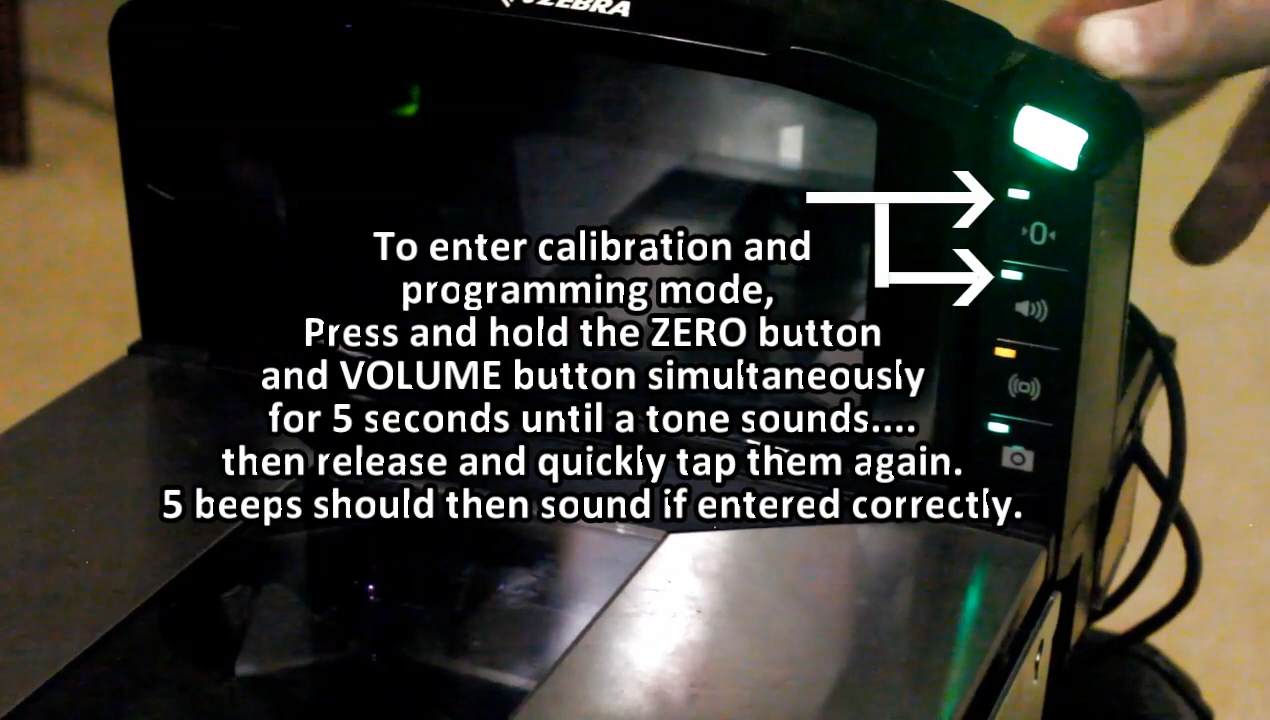 ZEBRA
To enter calibration and
programming mode,
Press and hold the ZERO button
and VOLUME button simultaneously
for 5 seconds until a tone sounds....
then release and quickly tap them again.
5 beeps should then sound if entered correctly.
0